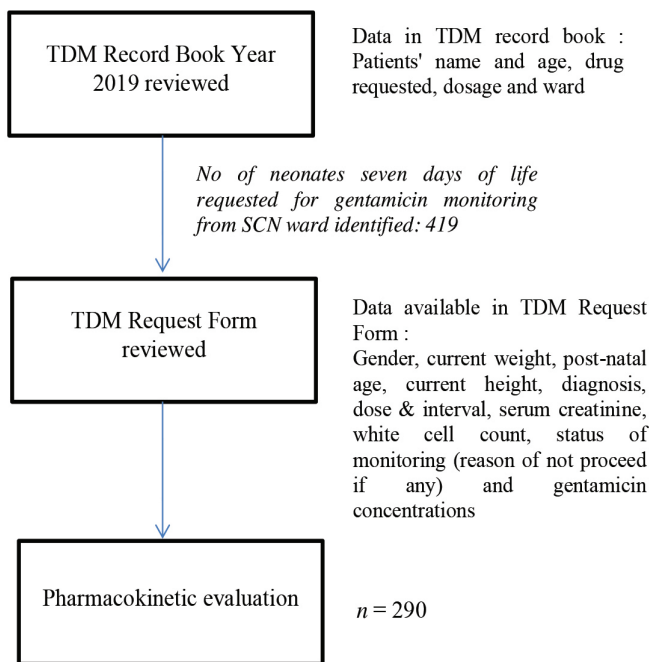 TDM Record Book Year
2019 reviewed
Data in TDM record book :
Patients' name and age, drug
requested, dosage and ward
No of neonates seven days of life
requested for gentamicin monitoring
from SCN ward identified: 419
TDM Request Form
reviewed
Data available in TDM Request
Form :
Gender, current weight, post-natal
age, current height, diagnosis,
dose & interval, serum creatinine,
white cell count, status of
monitoring (reason of not proceed
if any) and gentamicin
concentrations
Pharmacokinetic evaluation
n = 290